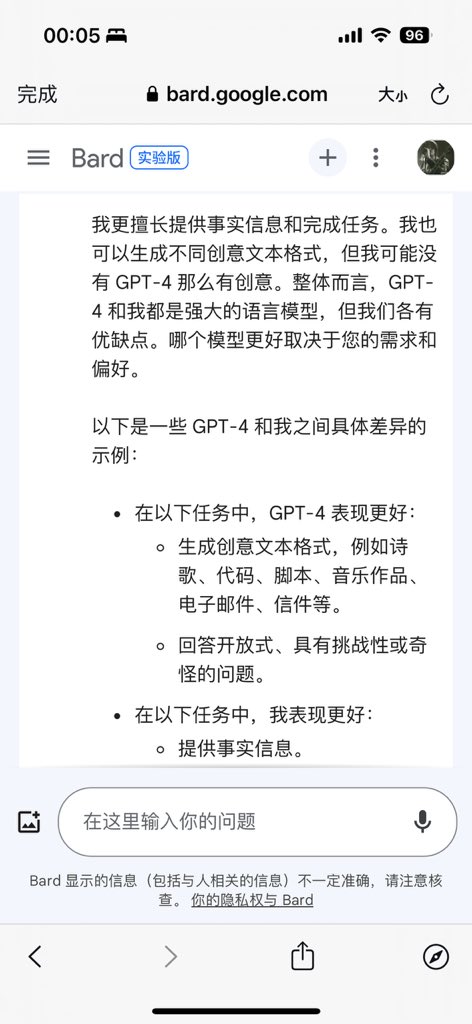 00:05
96
完成
bard.google.com
大小
Bard 实验版
我更擅长提供事实信息和完成任务。我也
可以生成不同创意文本格式，但我可能没
有 GPT-4 那么有创意。整体而言，GPT-
4 和我都是强大的语言模型，但我们各有
优缺点。哪个模型更好取决于您的需求和
偏好。
以下是一些 GPT-4 和我之间具体差异的
示例：
• 在以下任务中，GPT-4 表现更好：
◦ 生成创意文本格式，例如诗
歌、代码、脚本、音乐作品、
电子邮件、信件等。
◦ 回答开放式、具有挑战性或奇
怪的问题。
• 在以下任务中，我表现更好：
◦ 提供事实信息。
在这里输入你的问题
Bard 显示的信息（包括与人相关的信息）不一定准确，请注意核
查。 你的隐私权与 Bard